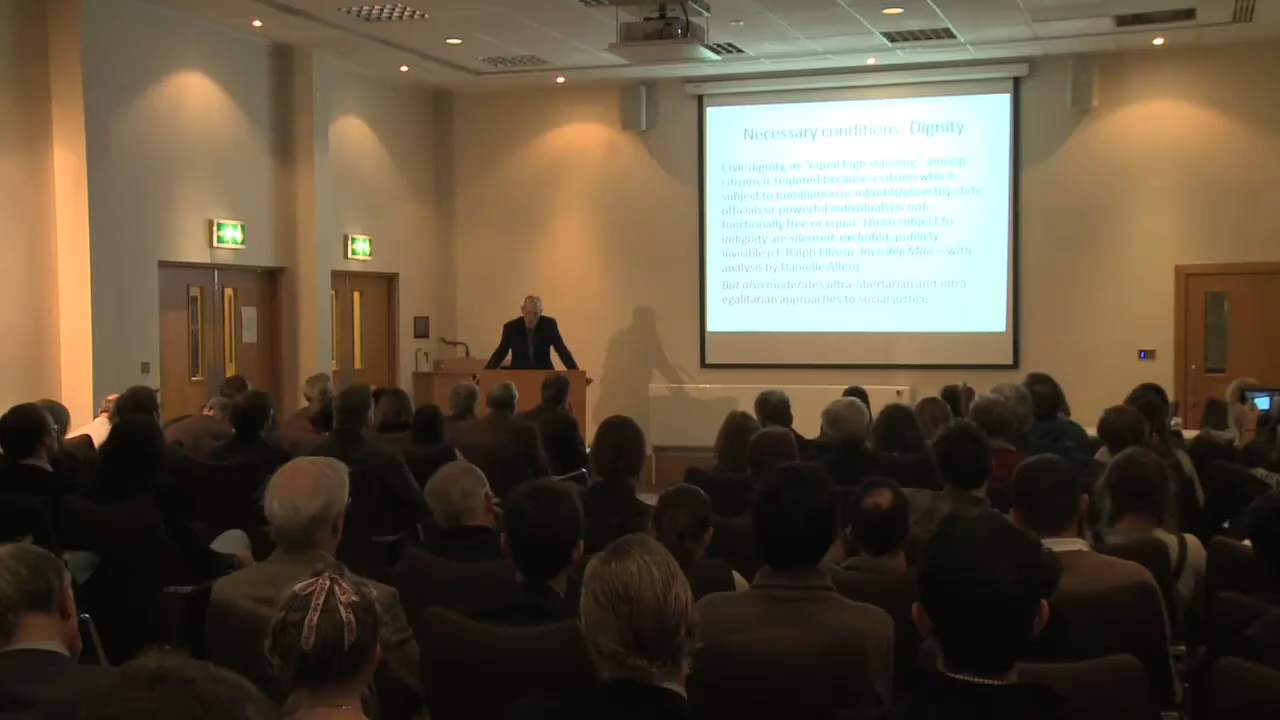 Necessary conditions: Dignity
Civic dignity, as "equal high standing" among
citizens is required because a citizen who is
subject to humiliation or infantilization (by state
officials or powerful individuals) is not
functionally free or equal. Those subject to
indignity are silenced, excluded, publicly
invisible (cf. Ralph Ellison, Invisible Man – with
analysis by Danielle Allen).
But also moderates ultra-libertarian and ultra-
egalitarian approaches to social justice.